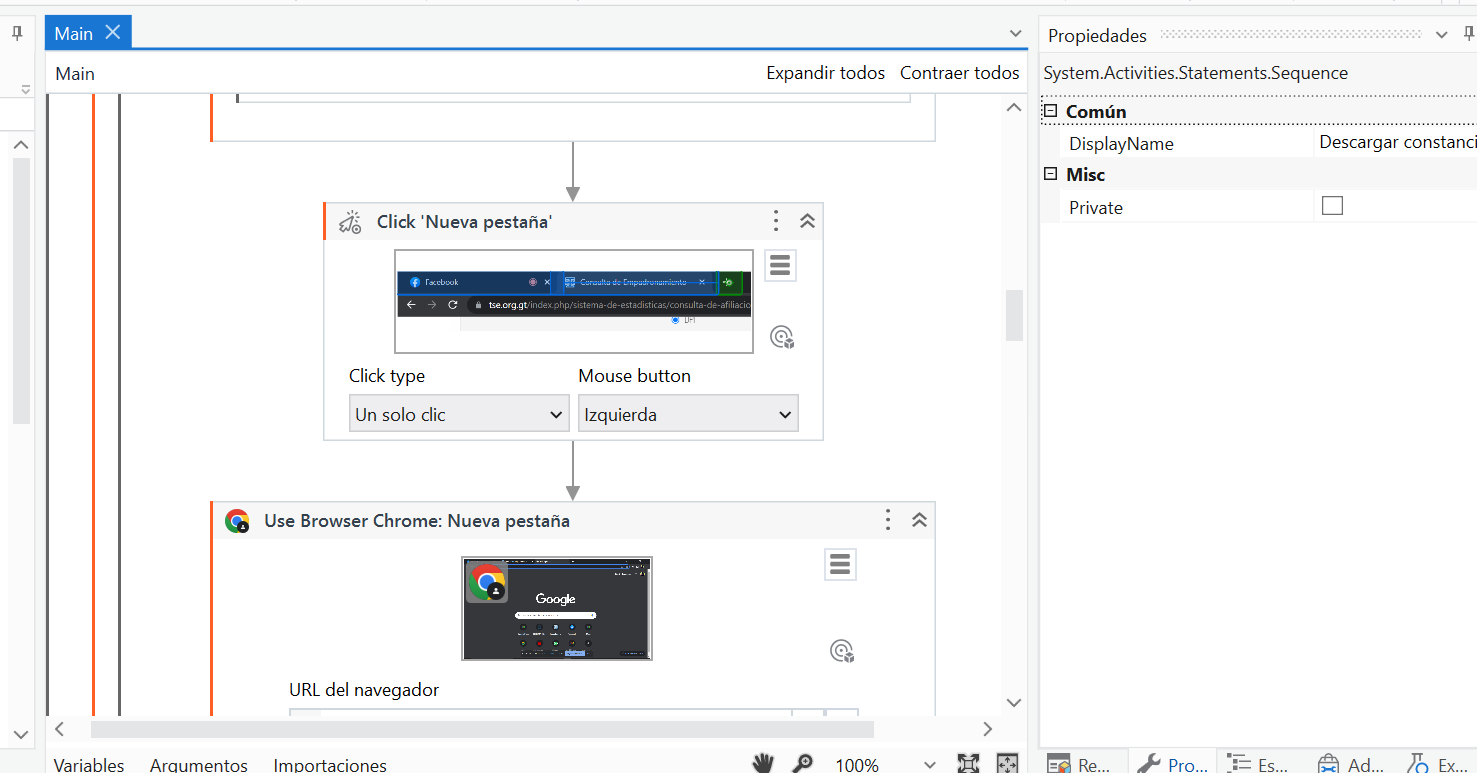 Main
Main
Expandir todos Contraer todos
Click 'Nueva pestaña'
Facebook
Consulta de Empadronamiento
tse.org.gt/index.php/sistema-de-estadisticas/consulta-de-afiliacio
DPI
Click type Mouse button
Un solo clic Izquierda
Use Browser Chrome: Nueva pestaña
Google
URL del navegador
Variables Argumentos Importaciones 100%
Propiedades
System.Activities.Statements.Sequence
Común
DisplayName Descargar constanci
Misc
Private
Re... Pro... Es... Ad... Ex...